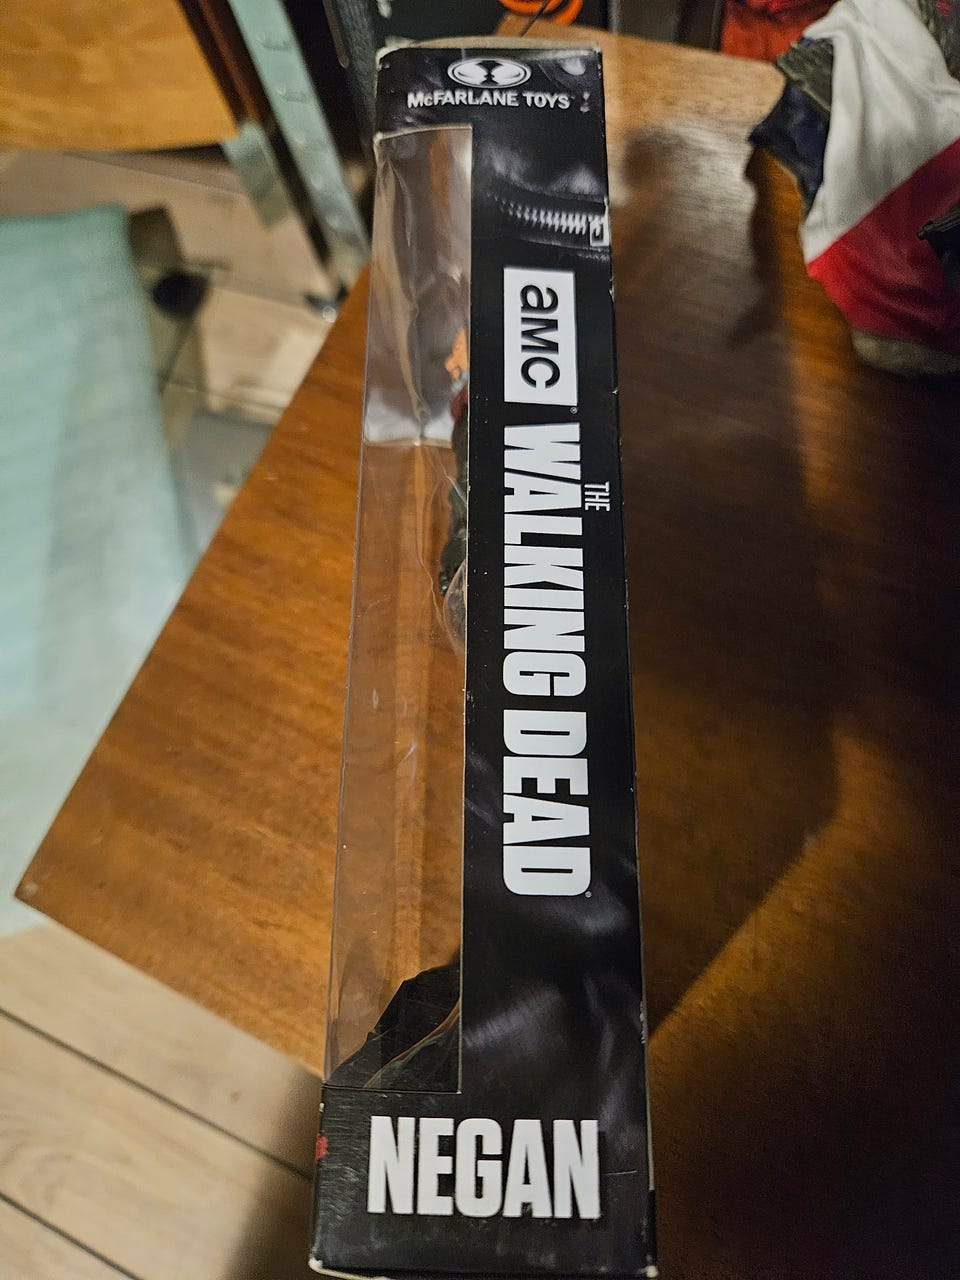 McFARLANE TOYS
aMC
THE
WALKING DEAD
NEGAN